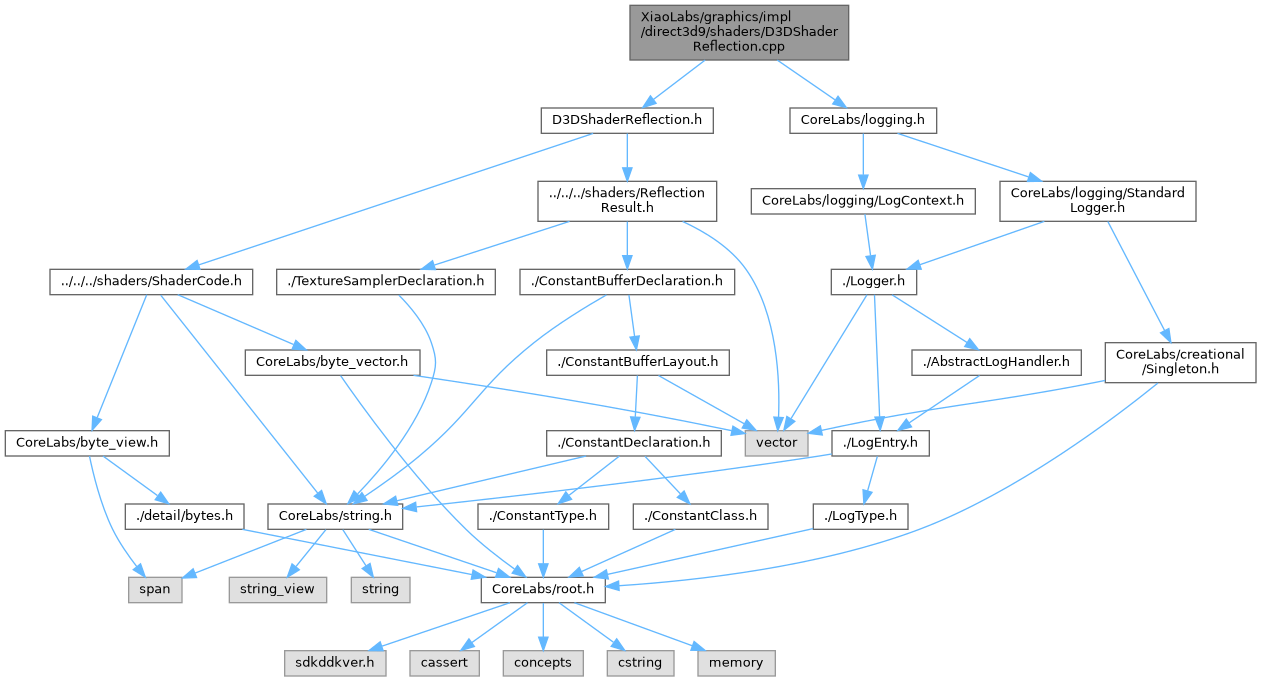 XiaoLabs/graphics/impl
/direct3d9/shaders/D3DShader
Reflection.cpp
D3DShaderReflection.h
CoreLabs/logging.h
../../../shaders/Reflection
Result.h
CoreLabs/logging/LogContext.h
CoreLabs/logging/Standard
Logger.h
../../../shaders/ShaderCode.h
./TextureSamplerDeclaration.h
./ConstantBufferDeclaration.h
./Logger.h
CoreLabs/byte_vector.h
./ConstantBufferLayout.h
./AbstractLogHandler.h
CoreLabs/creational
/Singleton.h
CoreLabs/byte_view.h
./ConstantDeclaration.h
vector
./LogEntry.h
./detail/bytes.h
CoreLabs/string.h
./ConstantType.h
./ConstantClass.h
./LogType.h
span
string_view
string
CoreLabs/root.h
sdkddkver.h
cassert
concepts
cstring
memory